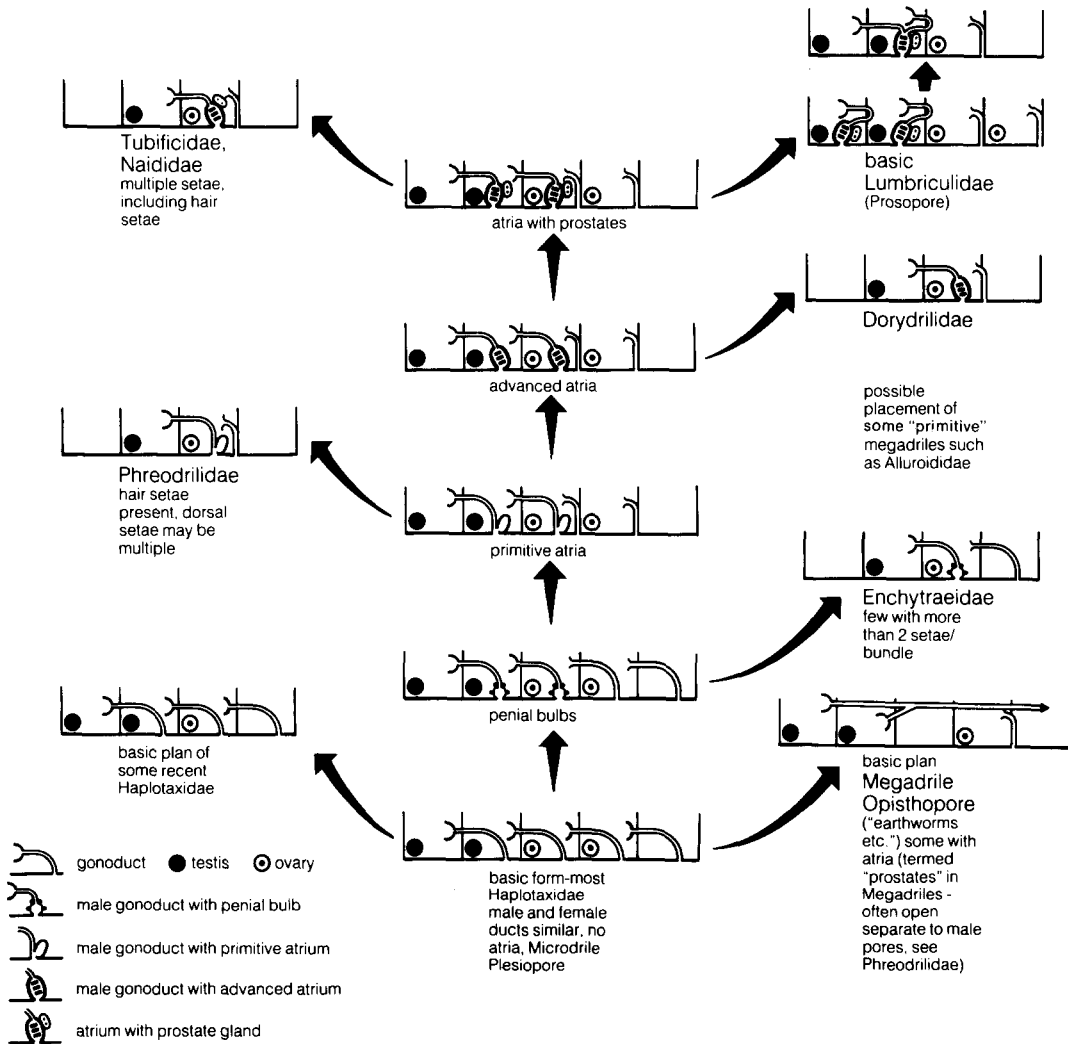 Tubificidae,
Naididae
multiple setae,
including hair
setae
atria with prostates
basic
Lumbriculidae
(Prosopore)
advanced atria
Dorydrilidae
possible
placement of
some "primitive"
megadriles such
as Alluroididae
Phreodrilidae
hair setae
present, dorsal
setae may be
multiple
primitive atria
Enchytraeidae
few with more
than 2 setae/
bundle
penial bulbs
basic plan of
some recent
Haplotaxidae
basic plan
Megadrile
Opisthopore
("earthworms
etc.") some with
atria (termed
"prostates" in
Megadriles -
often open
separate to male
pores, see
Phreodrilidae)
basic form-most
Haplotaxidae
male and female
ducts similar, no
atria, Microdrile
Plesiopore
gonoduct testis ovary
male gonoduct with penial bulb
male gonoduct with primitive atrium
male gonoduct with advanced atrium
atrium with prostate gland